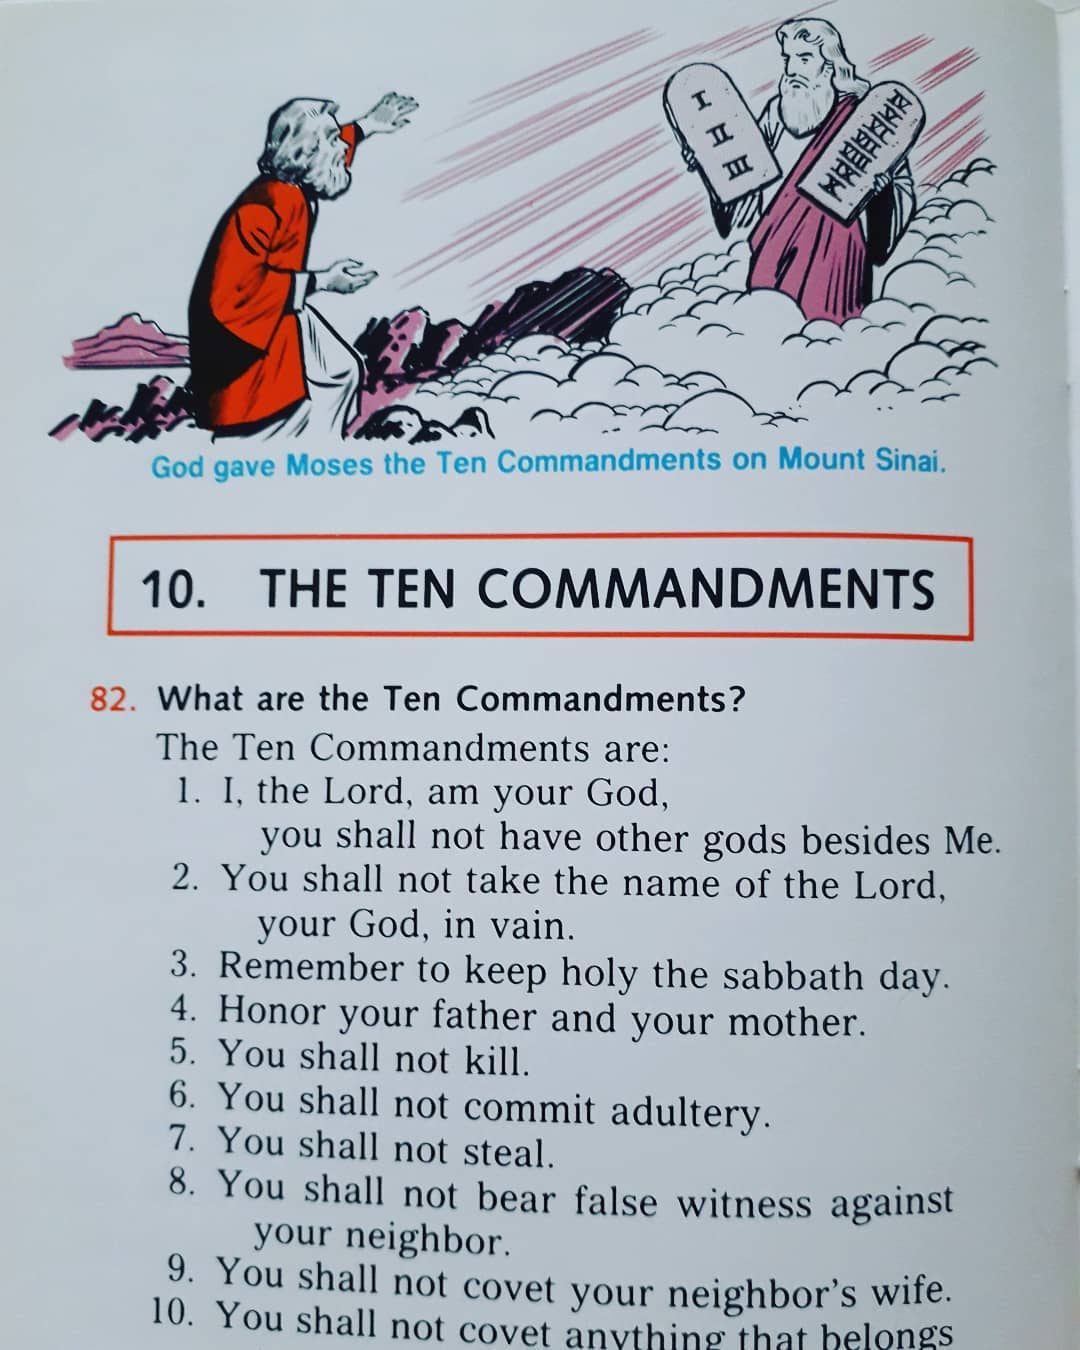 I
II
III
IV
V
VI
VII
VIII
IX
X
God gave Moses the Ten Commandments on Mount Sinai.
10. THE TEN COMMANDMENTS
82. What are the Ten Commandments?
The Ten Commandments are:
1. I, the Lord, am your God,
you shall not have other gods besides Me.
2. You shall not take the name of the Lord,
your God, in vain.
3. Remember to keep holy the sabbath day.
4. Honor your father and your mother.
5. You shall not kill.
6. You shall not commit adultery.
7. You shall not steal.
8. You shall not bear false witness against
your neighbor.
9. You shall not covet your neighbor's wife.
10. You shall not covet anything that belongs